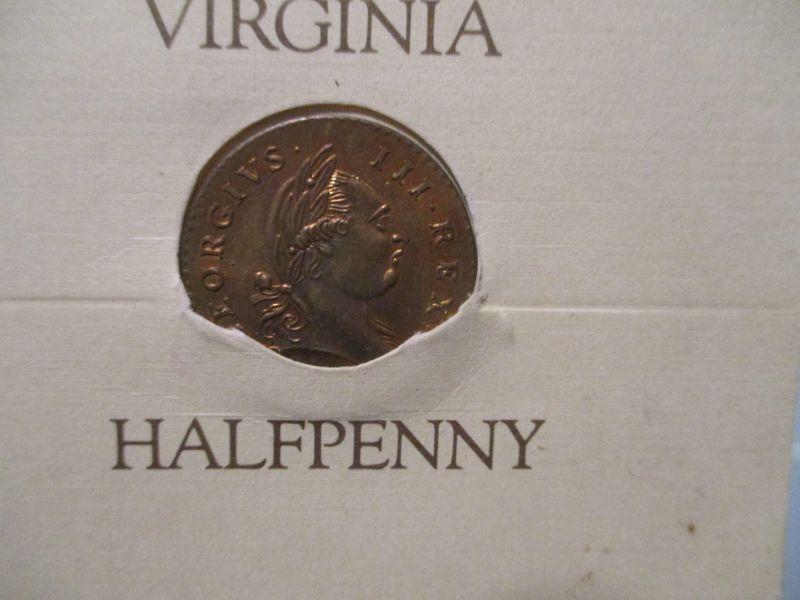 VIRGINIA
EORGIVS · III · REX
HALFPENNY